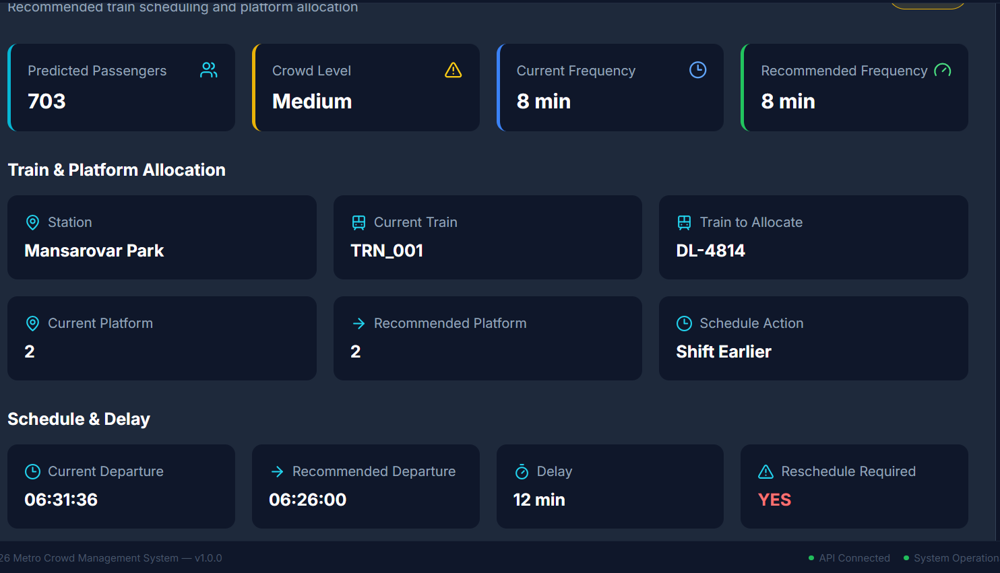 Recommended train scheduling and platform allocation
Predicted Passengers
703
Crowd Level
Medium
Current Frequency
8 min
Recommended Frequency
8 min
Train & Platform Allocation
Station
Mansarovar Park
Current Train
TRN_001
Train to Allocate
DL-4814
Current Platform
2
Recommended Platform
2
Schedule Action
Shift Earlier
Schedule & Delay
Current Departure
06:31:36
Recommended Departure
06:26:00
Delay
12 min
Reschedule Required
YES
26 Metro Crowd Management System — v1.0.0
API Connected
System Operation